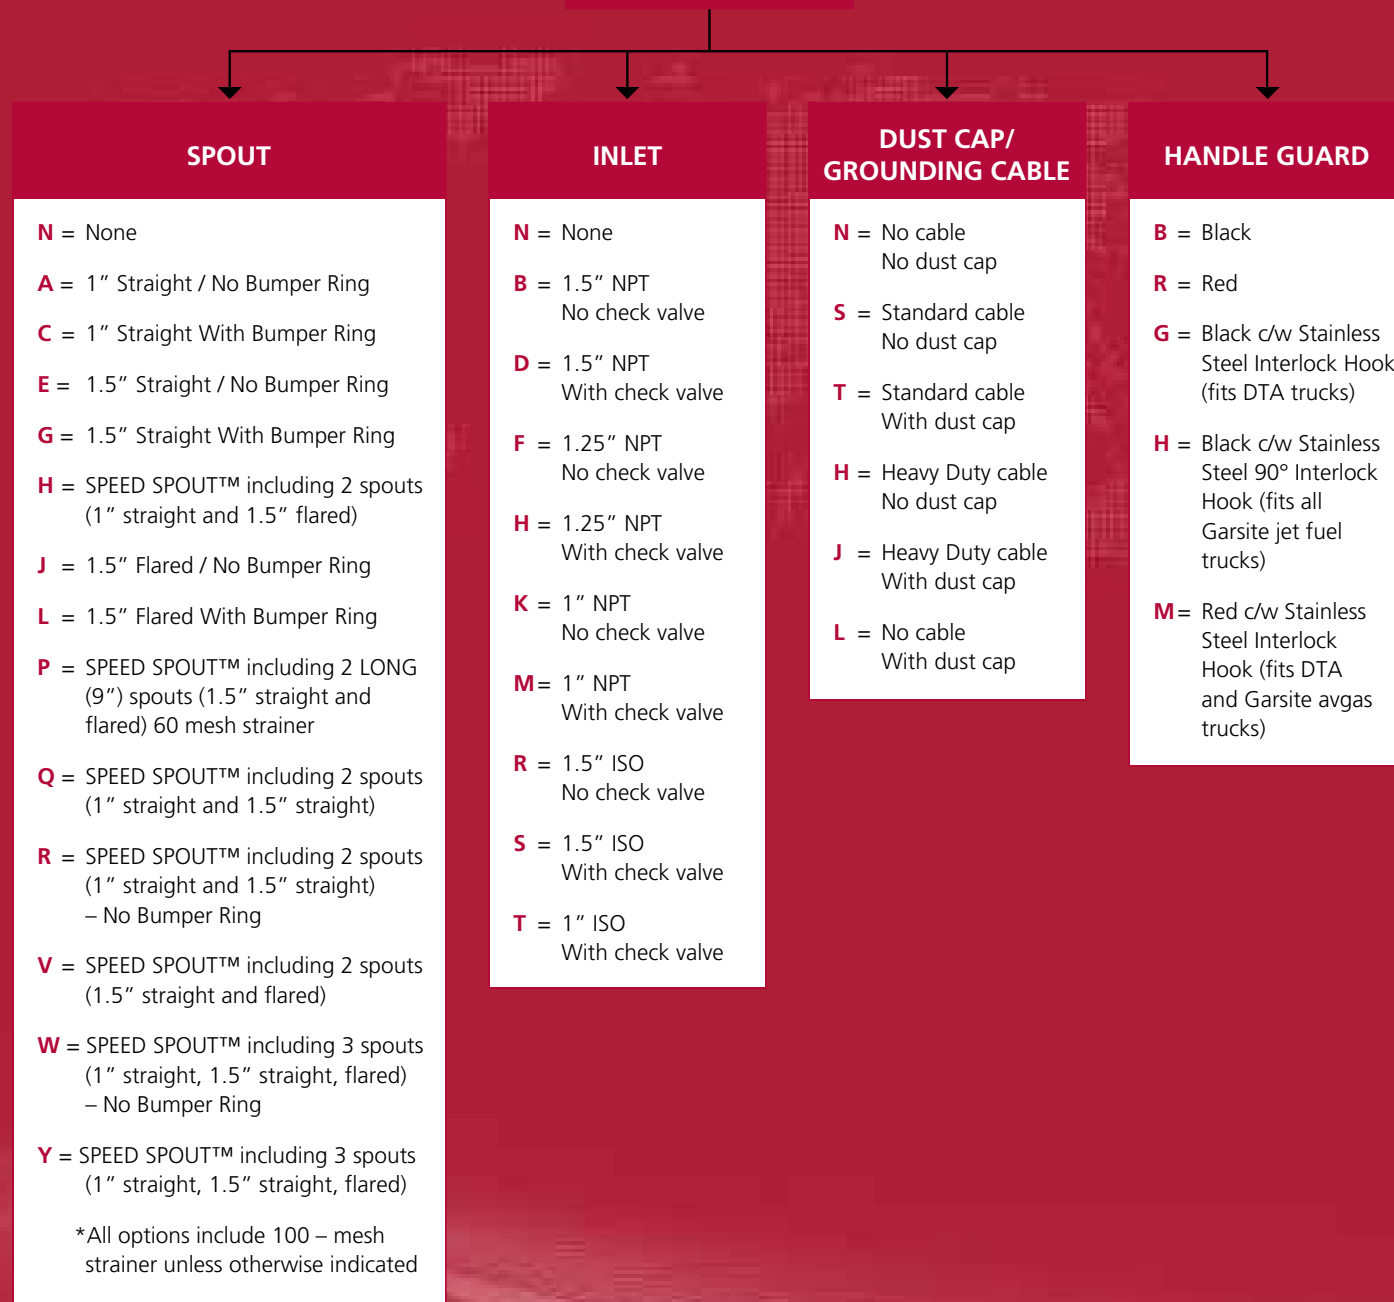 SPOUT
N = None
A = 1” Straight / No Bumper Ring
C = 1” Straight With Bumper Ring
E = 1.5” Straight / No Bumper Ring
G = 1.5” Straight With Bumper Ring
H = SPEED SPOUT™ including 2 spouts
(1” straight and 1.5” flared)
J = 1.5” Flared / No Bumper Ring
L = 1.5” Flared With Bumper Ring
P = SPEED SPOUT™ including 2 LONG
(9”) spouts (1.5” straight and
flared) 60 mesh strainer
Q = SPEED SPOUT™ including 2 spouts
(1” straight and 1.5” straight)
R = SPEED SPOUT™ including 2 spouts
(1” straight and 1.5” straight)
– No Bumper Ring
V = SPEED SPOUT™ including 2 spouts
(1.5” straight and flared)
W = SPEED SPOUT™ including 3 spouts
(1” straight, 1.5” straight, flared)
– No Bumper Ring
Y = SPEED SPOUT™ including 3 spouts
(1” straight, 1.5” straight, flared)
*All options include 100 – mesh
strainer unless otherwise indicated
INLET
N = None
B = 1.5” NPT
No check valve
D = 1.5” NPT
With check valve
F = 1.25” NPT
No check valve
H = 1.25” NPT
With check valve
K = 1” NPT
No check valve
M = 1” NPT
With check valve
R = 1.5” ISO
No check valve
S = 1.5” ISO
With check valve
T = 1” ISO
With check valve
DUST CAP/
GROUNDING CABLE
N = No cable
No dust cap
S = Standard cable
No dust cap
T = Standard cable
With dust cap
H = Heavy Duty cable
No dust cap
J = Heavy Duty cable
With dust cap
L = No cable
With dust cap
HANDLE GUARD
B = Black
R = Red
G = Black c/w Stainless
Steel Interlock Hook
(fits DTA trucks)
H = Black c/w Stainless
Steel 90° Interlock
Hook (fits all
Garsite jet fuel
trucks)
M = Red c/w Stainless
Steel Interlock
Hook (fits DTA
and Garsite avgas
trucks)